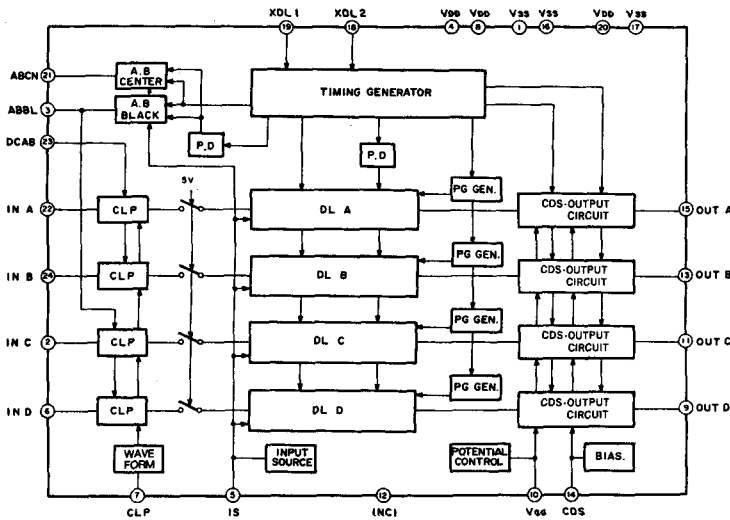 XDL 1 XDL 2 VDD VDD VSS VSS VDD VSS
19 18 4 8 1 16 20 17
ABCN 21
A.B CENTER
TIMING GENERATOR
ABBL 3
A.B BLACK
DCAB 23
P.D
P.D
5V
PG GEN.
IN A 22
CLP
DL A
CDS-OUTPUT CIRCUIT
15 OUT A
PG GEN.
IN B 24
CLP
DL B
CDS-OUTPUT CIRCUIT
13 OUT B
PG GEN.
IN C 2
CLP
DL C
CDS-OUTPUT CIRCUIT
11 OUT C
PG GEN.
IN D 6
CLP
DL D
CDS-OUTPUT CIRCUIT
9 OUT D
WAVE FORM
INPUT SOURCE
POTENTIAL CONTROL
BIAS.
7 5 12 10 14
CLP IS (NC) VGG CDS